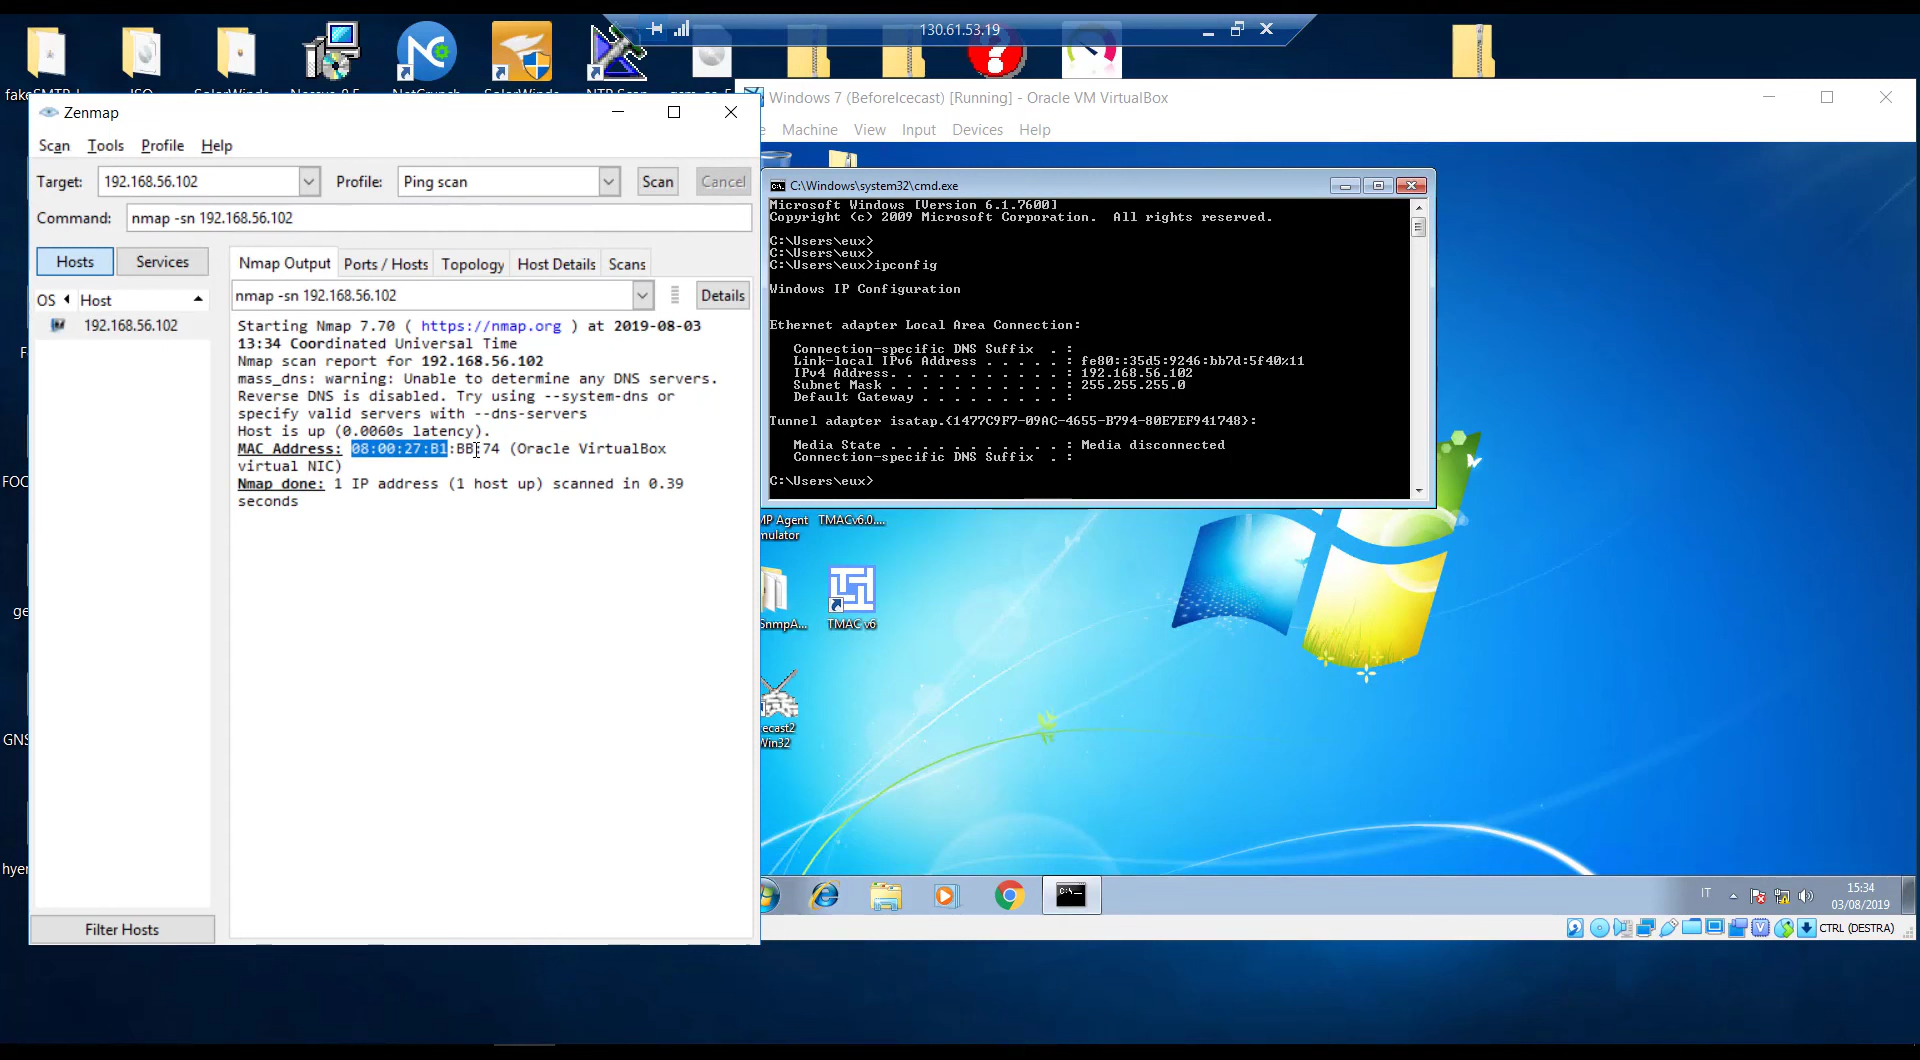 130.61.53.19
ISO
Zenmap
Scan Tools Profile Help
Target: 192.168.56.102 Profile: Ping scan Scan Cancel
Command: nmap -sn 192.168.56.102
Hosts Services
OS Host
192.168.56.102
Filter Hosts
Nmap Output Ports / Hosts Topology Host Details Scans
nmap -sn 192.168.56.102 Details
Starting Nmap 7.70 ( https://nmap.org ) at 2019-08-03
13:34 Coordinated Universal Time
Nmap scan report for 192.168.56.102
mass_dns: warning: Unable to determine any DNS servers.
Reverse DNS is disabled. Try using --system-dns or
specify valid servers with --dns-servers
Host is up (0.0060s latency).
MAC Address: 08:00:27:B1:BB:74 (Oracle VirtualBox
virtual NIC)
Nmap done: 1 IP address (1 host up) scanned in 0.39
seconds
Windows 7 (BeforeIcecast) [Running] - Oracle VM VirtualBox
Machine View Input Devices Help
C:\Windows\system32\cmd.exe
Microsoft Windows [Version 6.1.7600]
Copyright (c) 2009 Microsoft Corporation. All rights reserved.
C:\Users\eux>
C:\Users\eux>
C:\Users\eux>ipconfig
Windows IP Configuration
Ethernet adapter Local Area Connection:
Connection-specific DNS Suffix . :
Link-local IPv6 Address . . . . . : fe80::35d5:9246:bb7d:5f40%11
IPv4 Address. . . . . . . . . . . : 192.168.56.102
Subnet Mask . . . . . . . . . . . : 255.255.255.0
Default Gateway . . . . . . . . . :
Tunnel adapter isatap.{1477C9F7-09AC-4655-B794-80E7EF941748}:
Media State . . . . . . . . . . . : Media disconnected
Connection-specific DNS Suffix . :
C:\Users\eux>
MP Agent
mulator
TMACv6.0....
SnmpA...
TMAC v6
ecast2
Win32
IT
15:34
03/08/2019
CTRL (DESTRA)
FOC
ge
GNS
hyer